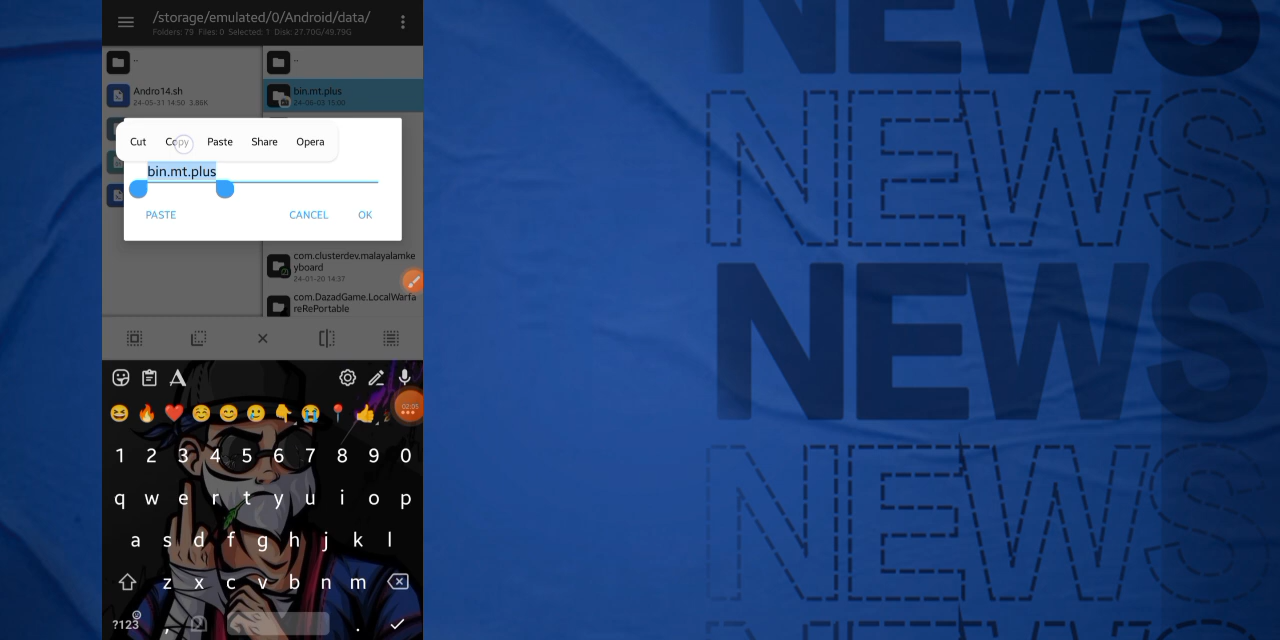 /storage/emulated/0/Android/data/
Folders: 79 Files: 0 Selected: 1 Disk: 27.70G/49.79G
..
..
Andro14.sh
24-05-31 14:50 3.86K
bin.mt.plus
24-06-03 15:00
Cut Copy Paste Share Opera
bin.mt.plus
PASTE CANCEL OK
com.clusterdev.malayalamke
yboard
24-01-20 14:37
com.DazadGame.LocalWarfa
reRePortable
02:05
1 2 3 4 5 6 7 8 9 0
q w e r t y u i o p
a s d f g h j k l
z x c v b n m
?123 , .
NEWS
NEWS
NEWS
NEWS